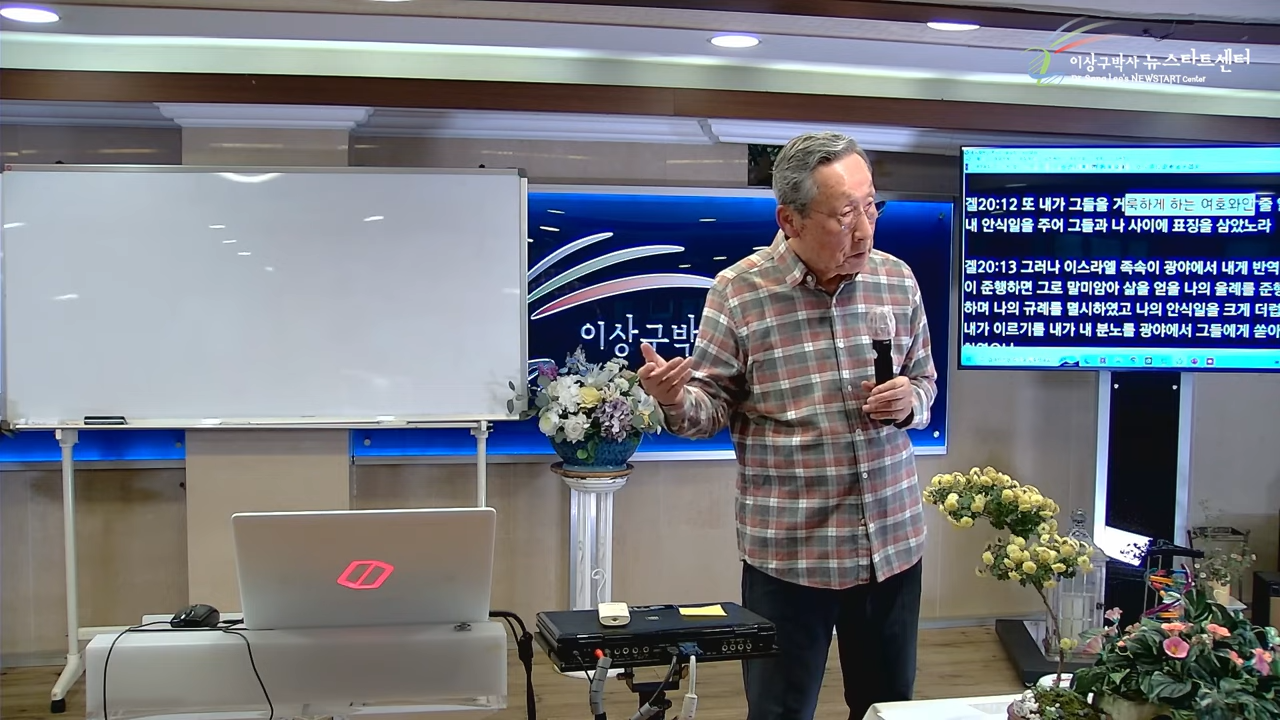 이상구박사 뉴스타트센터
Dr. Sang Lee's NEWSTART Center
겔20:12 또 내가 그들을 거룩하게 하는 여호와인 줄
내 안식일을 주어 그들과 나 사이에 표징을 삼았노라
겔20:13 그러나 이스라엘 족속이 광야에서 내게 반역
이 준행하면 그로 말미암아 삶을 얻을 나의 율례를 준행
하며 나의 규례를 멸시하였고 나의 안식일을 크게 더럽
내가 이르기를 내가 내 분노를 광야에서 그들에게 쏟아
이상구박